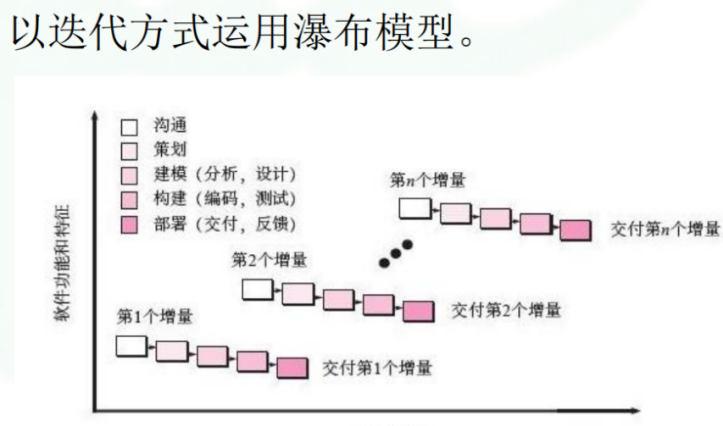 以迭代方式运用瀑布模型。
沟通
策划
建模（分析，设计）
构建（编码，测试）
部署（交付，反馈）
软件功能和特征
第n个增量
交付第n个增量
第2个增量
交付第2个增量
第1个增量
交付第1个增量